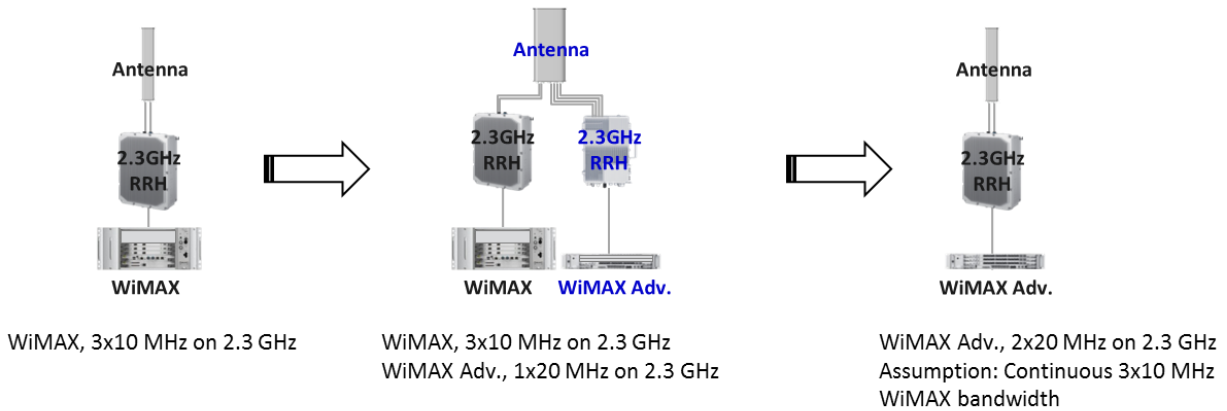 Antenna
2.3GHz
RRH
WiMAX
WiMAX, 3x10 MHz on 2.3 GHz
Antenna
2.3GHz
RRH
2.3GHz
RRH
WiMAX
WiMAX Adv.
WiMAX, 3x10 MHz on 2.3 GHz
WiMAX Adv., 1x20 MHz on 2.3 GHz
Antenna
2.3GHz
RRH
WiMAX Adv.
WiMAX Adv., 2x20 MHz on 2.3 GHz
Assumption: Continuous 3x10 MHz
WiMAX bandwidth